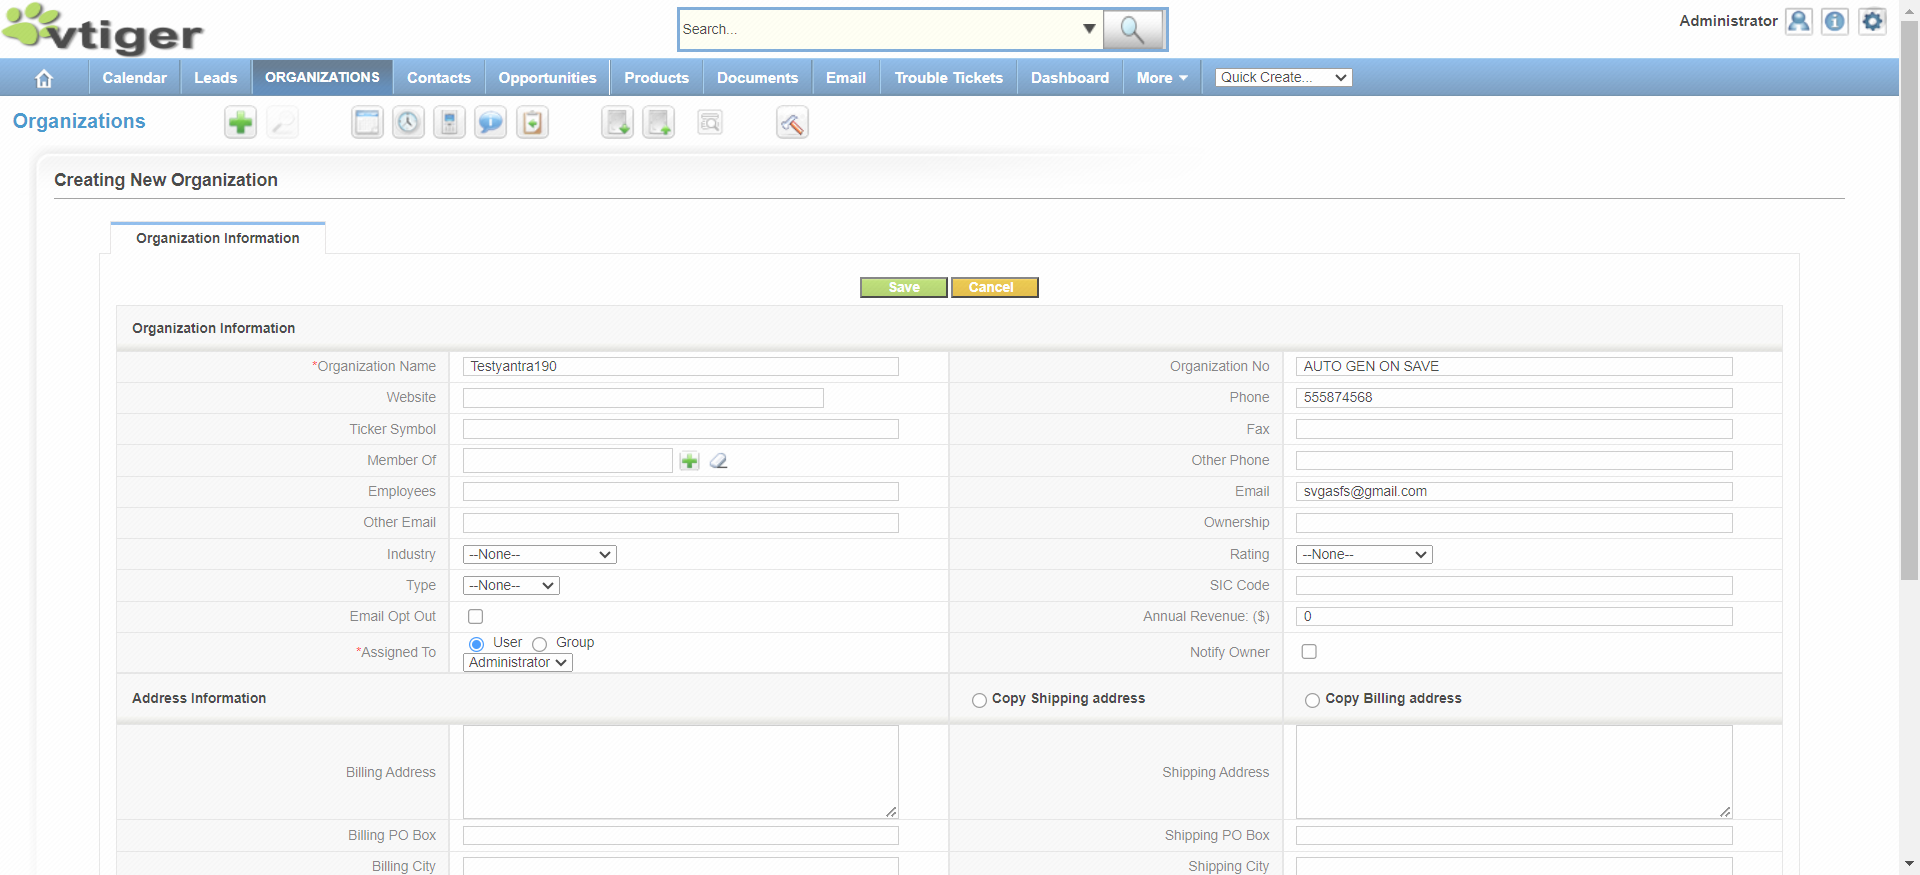 vtiger
Search...
Administrator
Calendar Leads ORGANIZATIONS Contacts Opportunities Products Documents Email Trouble Tickets Dashboard More Quick Create...
Organizations
Creating New Organization
Organization Information
Save Cancel
Organization Information
*Organization Name Testyantra190 Organization No AUTO GEN ON SAVE
Website Phone 555874568
Ticker Symbol Fax
Member Of Other Phone
Employees Email svgasfs@gmail.com
Other Email Ownership
Industry --None-- Rating --None--
Type --None-- SIC Code
Email Opt Out Annual Revenue: ($) 0
*Assigned To User Group Notify Owner
Administrator
Address Information Copy Shipping address Copy Billing address
Billing Address Shipping Address
Billing PO Box Shipping PO Box
Billing City Shipping City